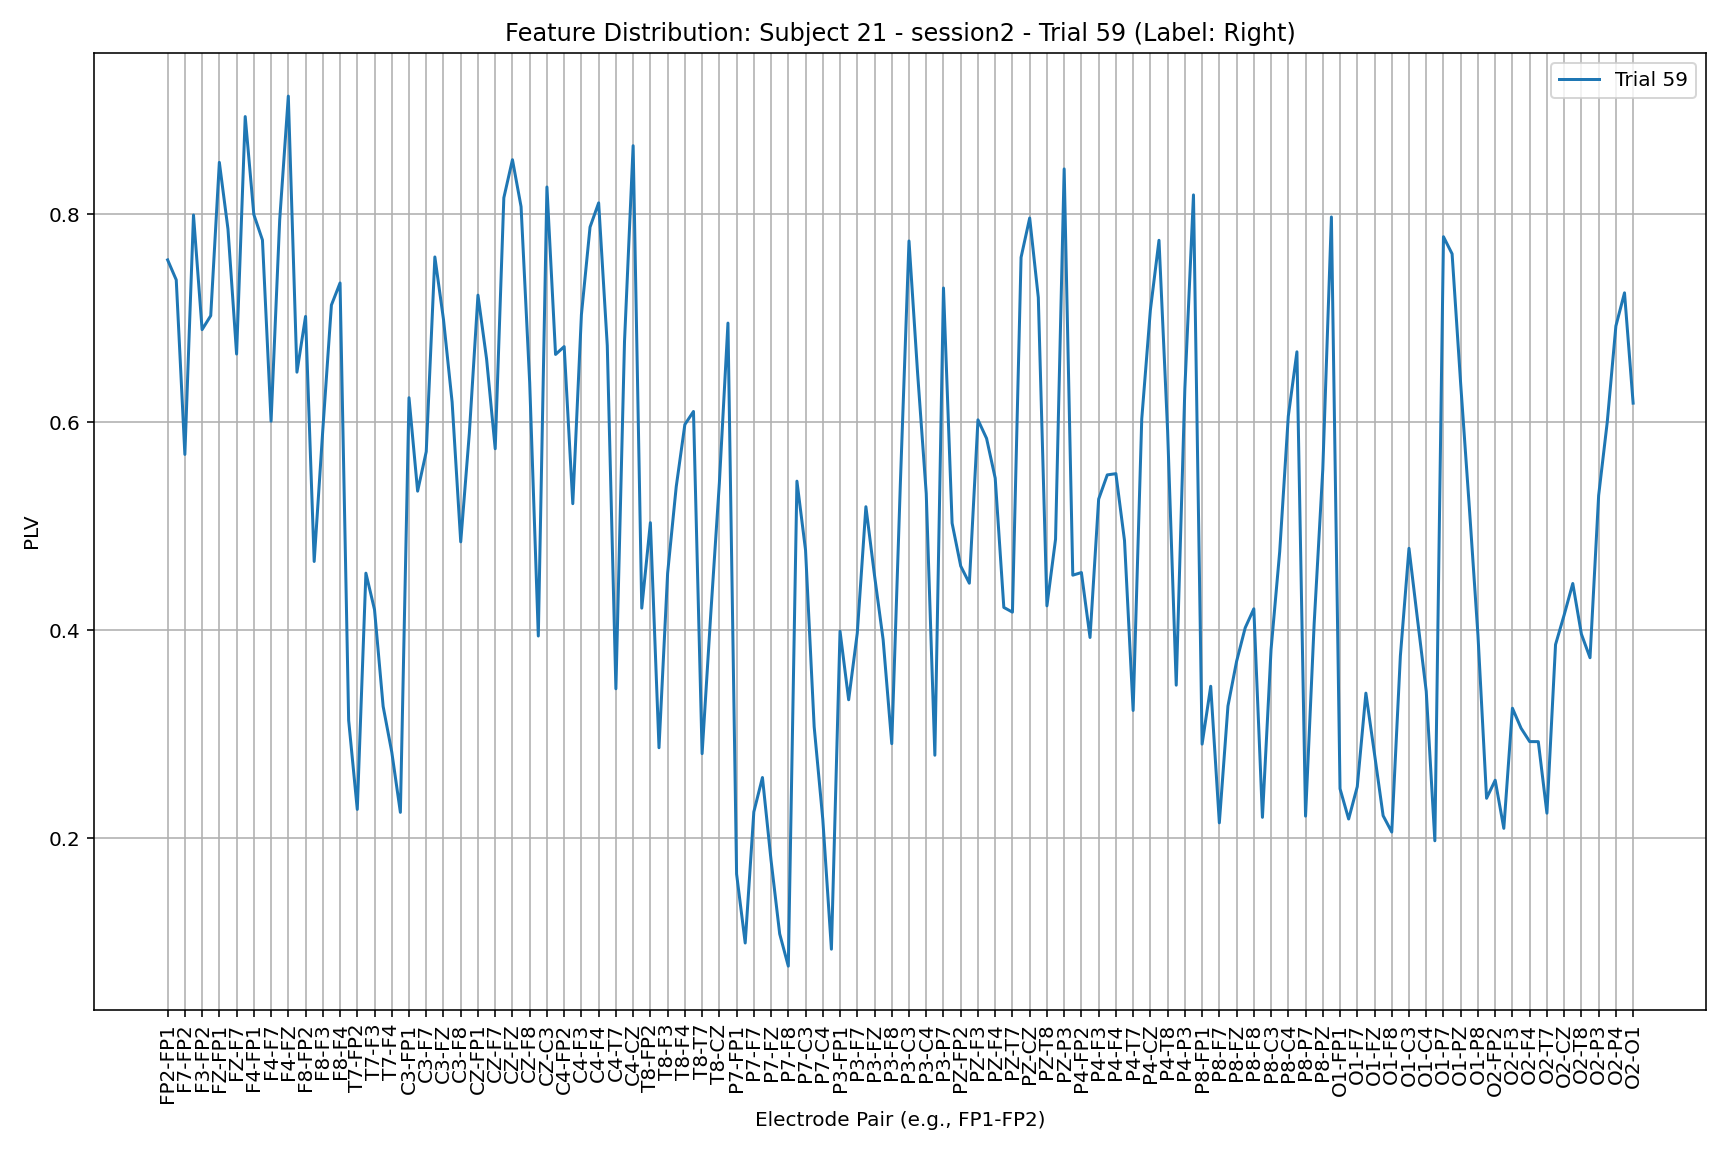 Feature Distribution: Subject 21 - session2 - Trial 59 (Label: Right)
Trial 59
PLV
0.8
0.6
0.4
0.2
FP2-FP1
F7-FP2
F3-FP2
FZ-FP1
FZ-F7
F4-FP1
F4-F7
F4-FZ
F8-FP2
F8-F3
F8-F4
T7-FP2
T7-F3
T7-F4
C3-FP1
C3-F7
C3-FZ
C3-F8
CZ-FP1
CZ-F7
CZ-FZ
CZ-F8
CZ-C3
C4-FP2
C4-F3
C4-F4
C4-T7
C4-CZ
T8-FP2
T8-F3
T8-F4
T8-T7
T8-CZ
P7-FP1
P7-F7
P7-FZ
P7-F8
P7-C3
P7-C4
P3-FP1
P3-F7
P3-FZ
P3-F8
P3-C3
P3-C4
P3-P7
PZ-FP2
PZ-F3
PZ-F4
PZ-T7
PZ-CZ
PZ-T8
PZ-P3
P4-FP2
P4-F3
P4-F4
P4-T7
P4-CZ
P4-T8
P4-P3
P8-FP1
P8-F7
P8-FZ
P8-F8
P8-C3
P8-C4
P8-P7
P8-PZ
O1-FP1
O1-F7
O1-FZ
O1-F8
O1-C3
O1-C4
O1-P7
O1-PZ
O1-P8
O2-FP2
O2-F3
O2-F4
O2-T7
O2-CZ
O2-T8
O2-P3
O2-P4
O2-O1
Electrode Pair (e.g., FP1-FP2)